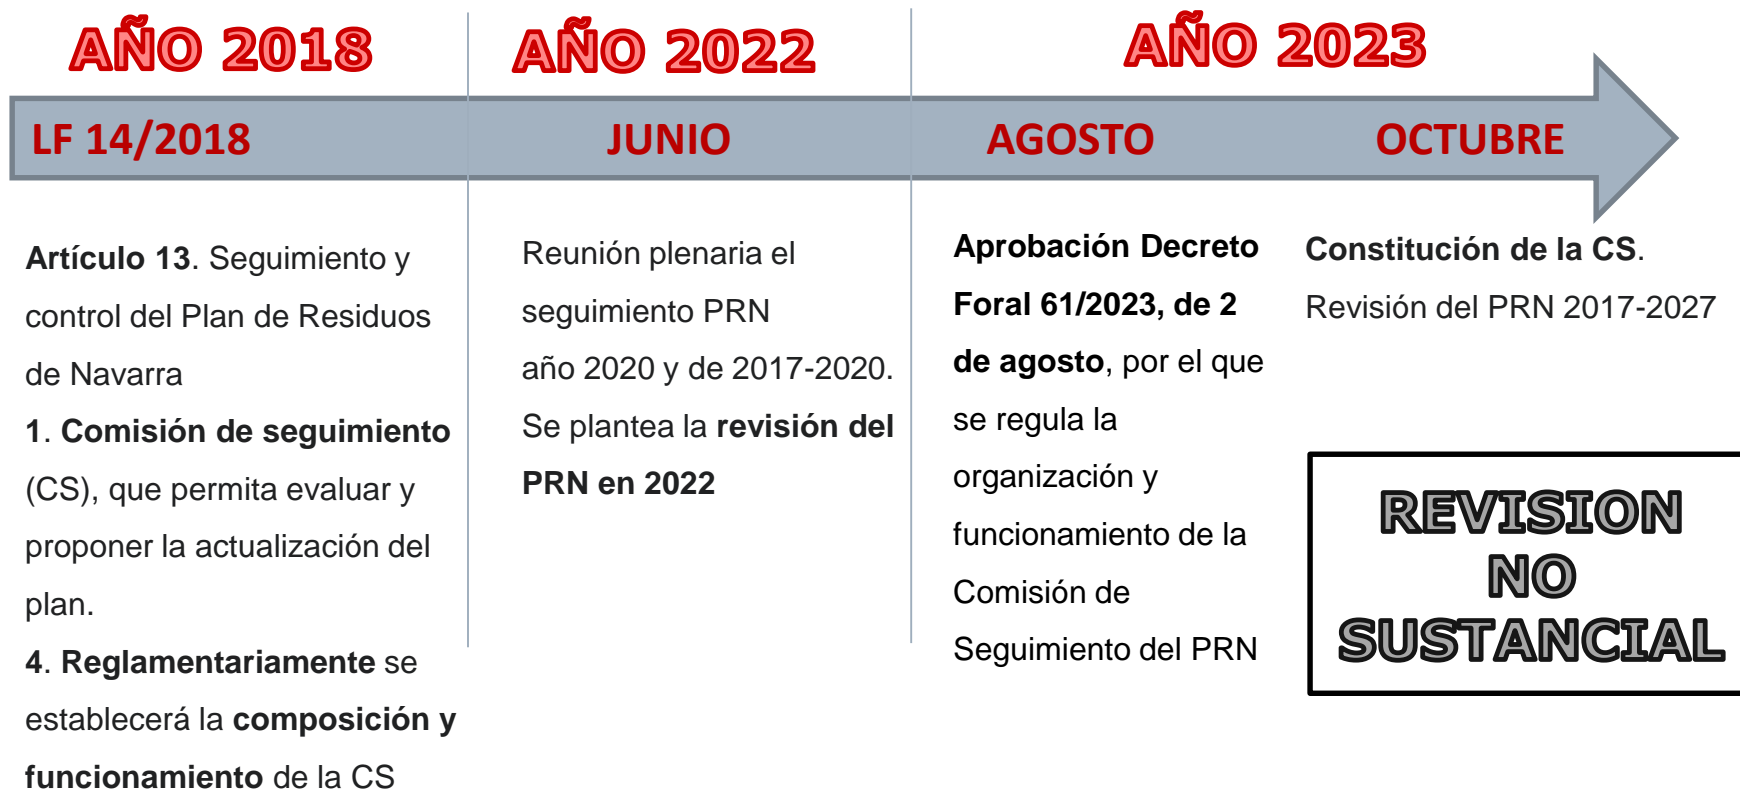 AÑO 2018
AÑO 2022
AÑO 2023
LF 14/2018
JUNIO
AGOSTO
OCTUBRE
Artículo 13. Seguimiento y
control del Plan de Residuos
de Navarra
1. Comisión de seguimiento
(CS), que permita evaluar y
proponer la actualización del
plan.
4. Reglamentariamente se
establecerá la composición y
funcionamiento de la CS
Reunión plenaria el
seguimiento PRN
año 2020 y de 2017-2020.
Se plantea la revisión del
PRN en 2022
Aprobación Decreto
Foral 61/2023, de 2
de agosto, por el que
se regula la
organización y
funcionamiento de la
Comisión de
Seguimiento del PRN
Constitución de la CS.
Revisión del PRN 2017-2027
REVISION
NO
SUSTANCIAL